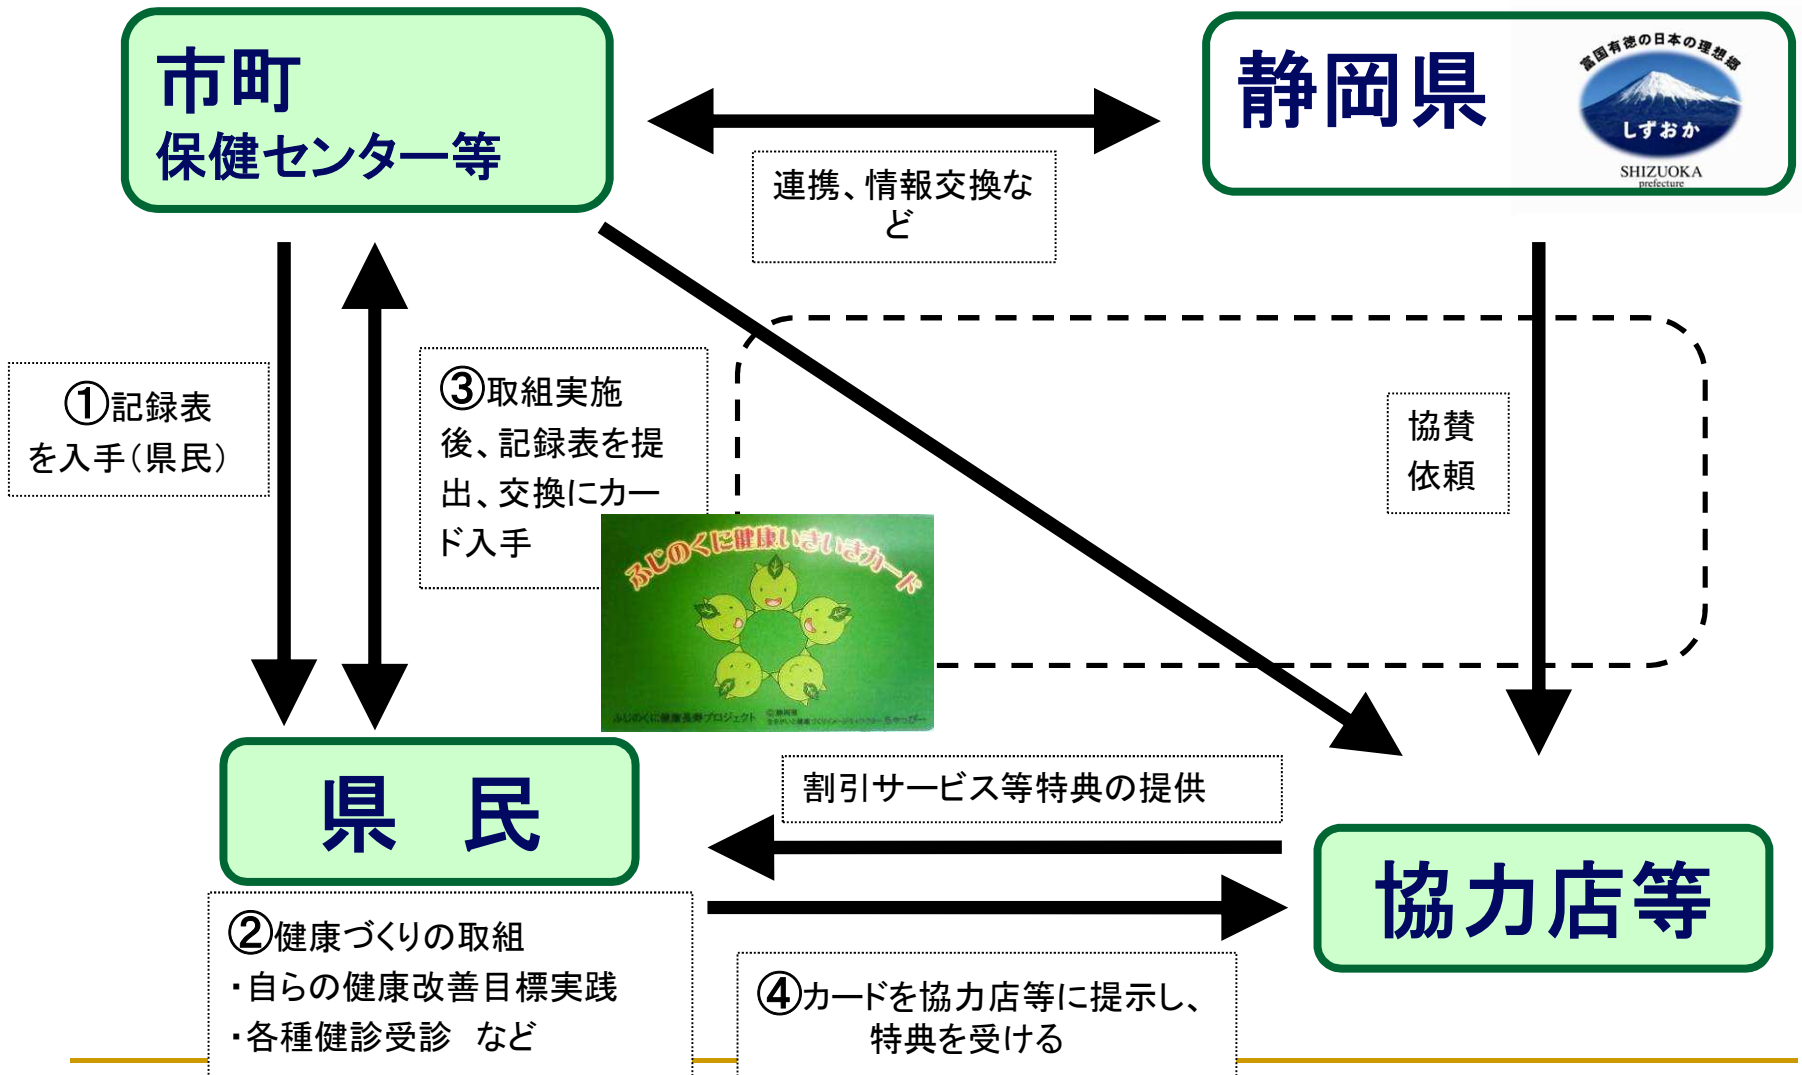 市町
保健センター等
静岡県
富国有徳の日本の理想郷
しずおか
SHIZUOKA
prefecture
連携、情報交換な
ど
①記録表
を入手(県民)
③取組実施
後、記録表を提
出、交換にカー
ド入手
協賛
依頼
ふじのくに健康いきいきカード
ふじのくに健康長寿プロジェクト
©静岡県
ちゃっぴー
県 民
割引サービス等特典の提供
協力店等
②健康づくりの取組
・自らの健康改善目標実践
・各種健診受診 など
④カードを協力店等に提示し、
特典を受ける